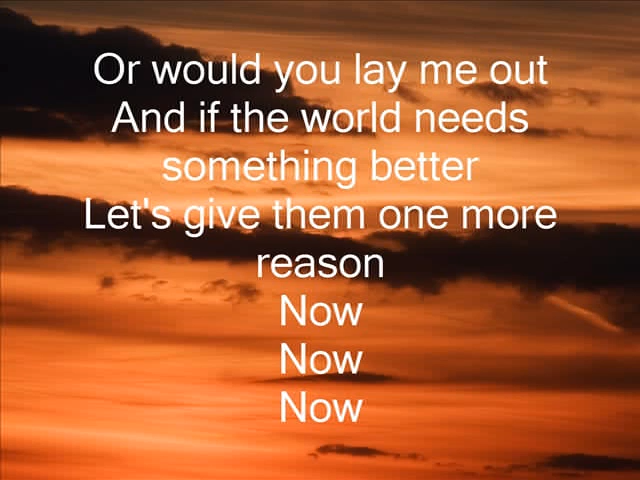 Or would you lay me out
And if the world needs
something better
Let's give them one more
reason
Now
Now
Now